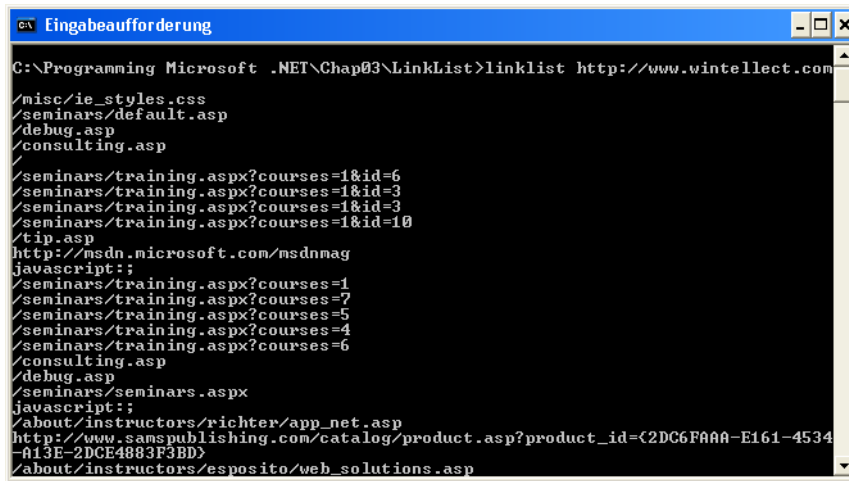 Eingabeaufforderung
C:\Programming Microsoft .NET\Chap03\LinkList>linklist http://www.wintellect.com
/misc/ie_styles.css
/seminars/default.asp
/debug.asp
/consulting.asp
/
/seminars/training.aspx?courses=1&id=6
/seminars/training.aspx?courses=1&id=3
/seminars/training.aspx?courses=1&id=3
/seminars/training.aspx?courses=1&id=10
/tip.asp
http://msdn.microsoft.com/msdnmag
javascript:;
/seminars/training.aspx?courses=1
/seminars/training.aspx?courses=7
/seminars/training.aspx?courses=5
/seminars/training.aspx?courses=4
/seminars/training.aspx?courses=6
/consulting.asp
/debug.asp
/seminars/seminars.aspx
javascript:;
/about/instructors/richter/app_net.asp
http://www.samspublishing.com/catalog/product.asp?product_id={2DC6FAAA-E161-4534
-A13E-2DCE4883F3BD}
/about/instructors/esposito/web_solutions.asp